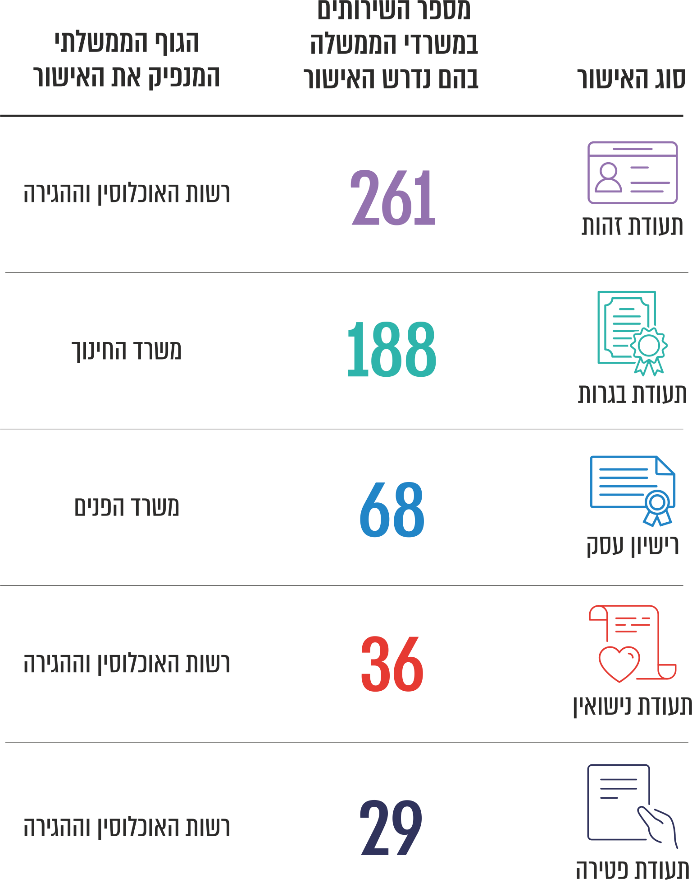 סוג האישור
מספר השירותים
במשרדי הממשלה
בהם נדרש האישור
הגוף הממשלתי
המנפיק את האישור
תעודת זהות
261
רשות האוכלוסין וההגירה
תעודת בגרות
188
משרד החינוך
רישיון עסק
68
משרד הפנים
תעודת נישואין
36
רשות האוכלוסין וההגירה
תעודת פטירה
29
רשות האוכלוסין וההגירה